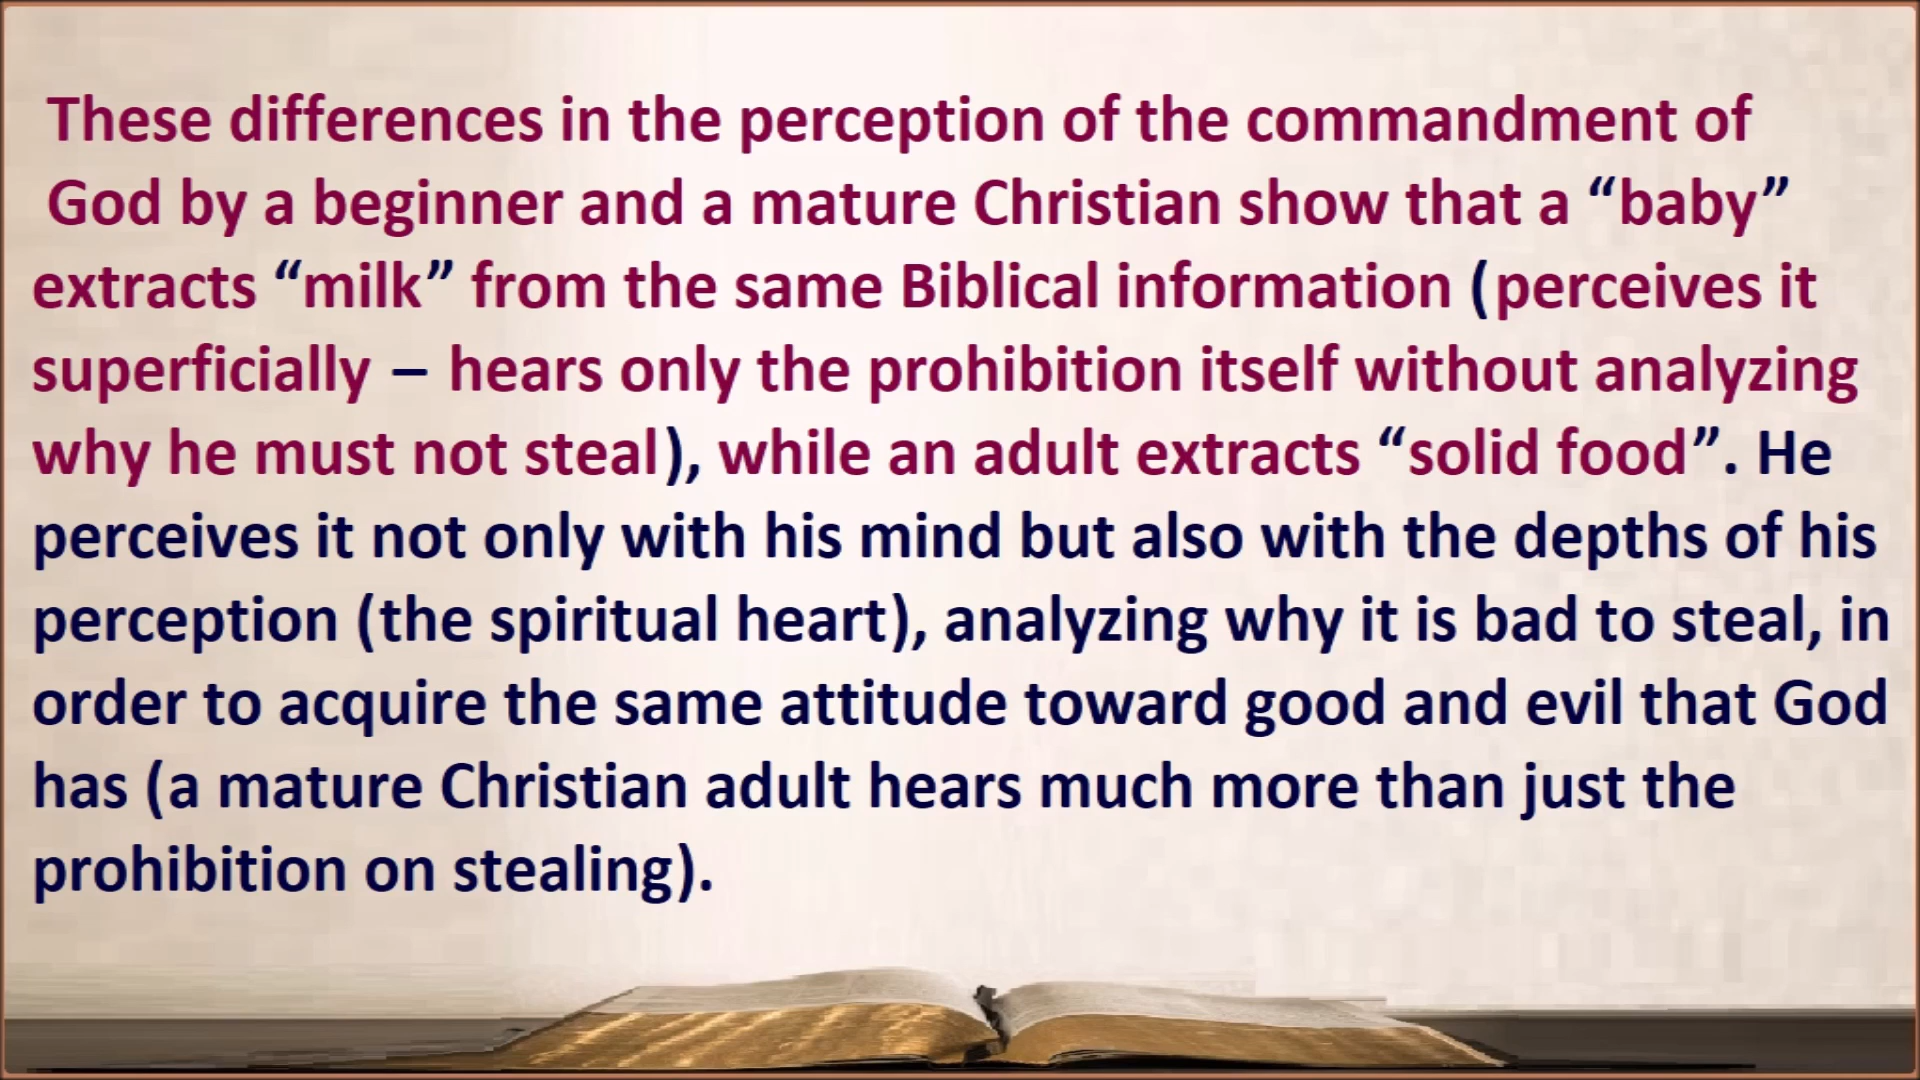 These differences in the perception of the commandment of
God by a beginner and a mature Christian show that a “baby”
extracts “milk” from the same Biblical information (perceives it
superficially – hears only the prohibition itself without analyzing
why he must not steal), while an adult extracts “solid food”. He
perceives it not only with his mind but also with the depths of his
perception (the spiritual heart), analyzing why it is bad to steal, in
order to acquire the same attitude toward good and evil that God
has (a mature Christian adult hears much more than just the
prohibition on stealing).